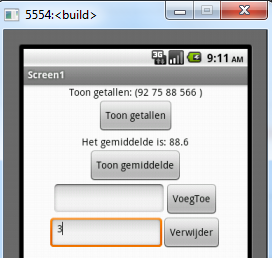 5554:<build>
3G
9:11 AM
Screen1
Toon getallen: (92 75 88 566 )
Toon getallen
Het gemiddelde is: 88.6
Toon gemiddelde
VoegToe
3
Verwijder